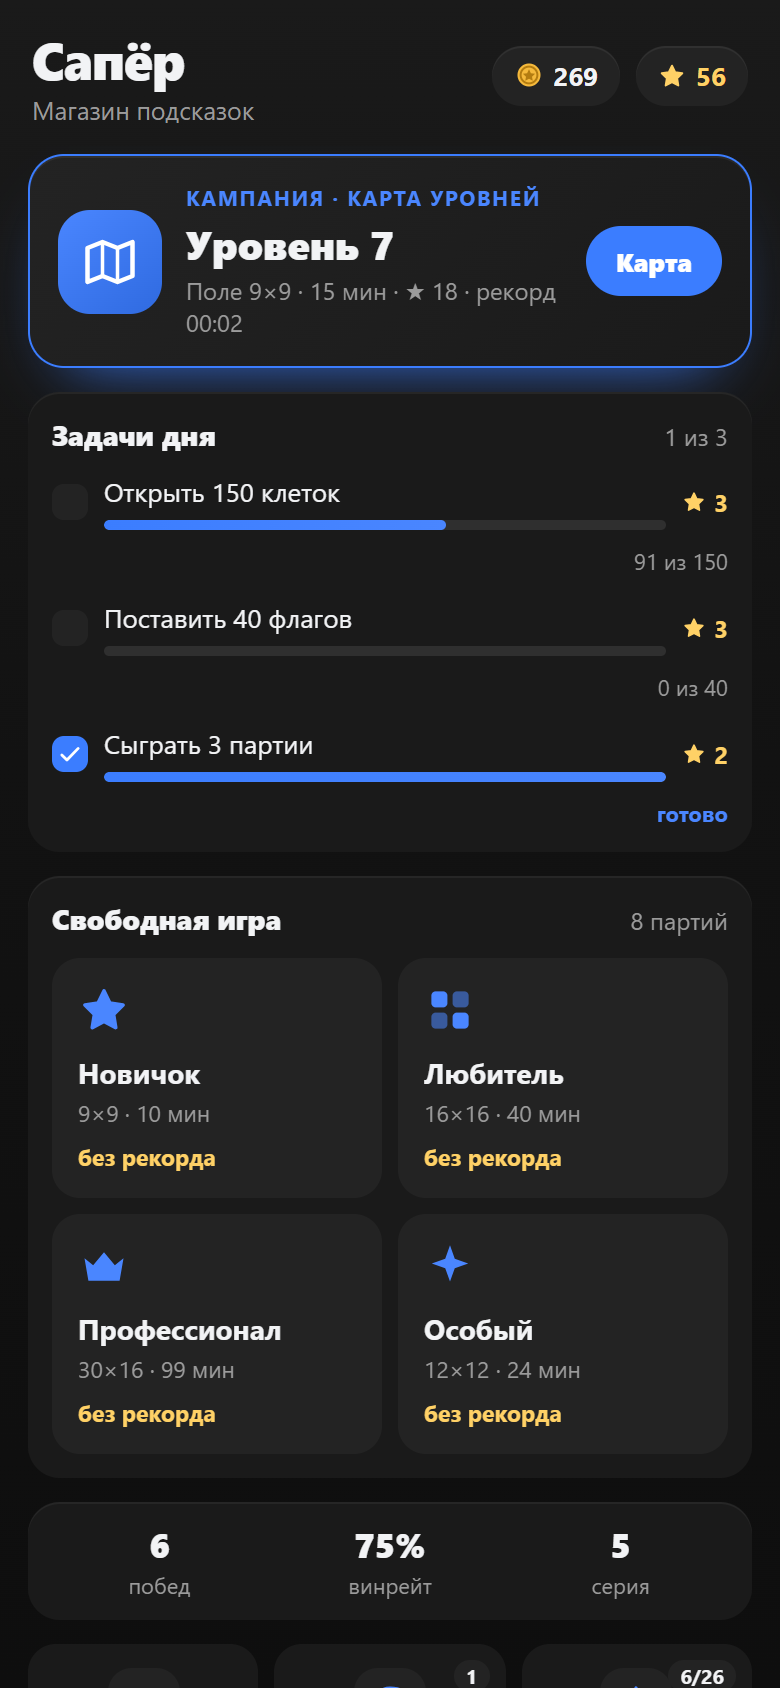 Сапёр
269
56
Магазин подсказок
КАМПАНИЯ · КАРТА УРОВНЕЙ
Уровень 7
Поле 9×9 · 15 мин · ★ 18 · рекорд
00:02
Карта
Задачи дня
1 из 3
Открыть 150 клеток
3
91 из 150
Поставить 40 флагов
3
0 из 40
Сыграть 3 партии
2
готово
Свободная игра
8 партий
Новичок
9×9 · 10 мин
без рекорда
Любитель
16×16 · 40 мин
без рекорда
Профессионал
30×16 · 99 мин
без рекорда
Особый
12×12 · 24 мин
без рекорда
6
побед
75%
винрейт
5
серия
1
6/26